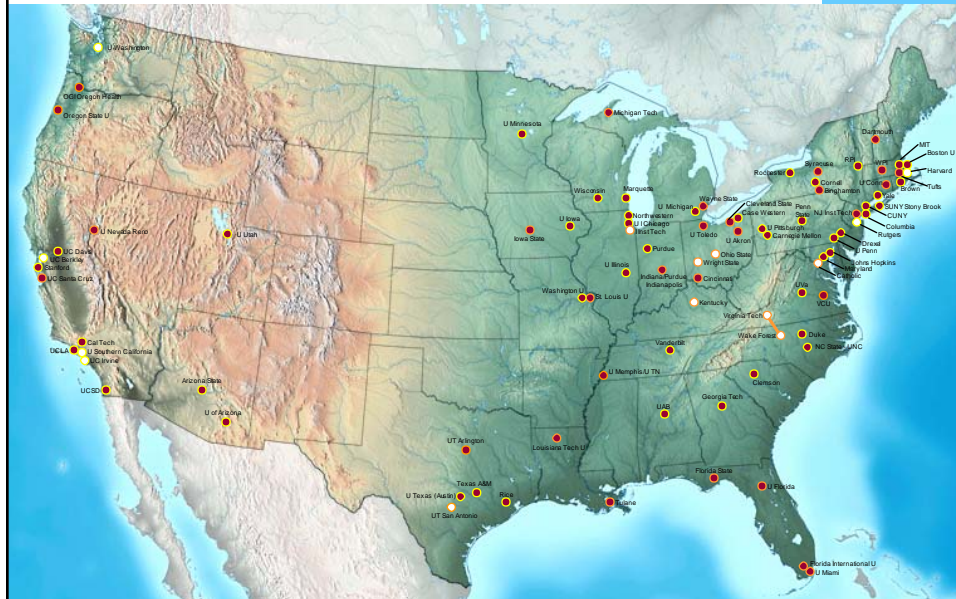 U Washington
OGI Oregon Health
Oregon State U
U Minnesota
Michigan Tech
Dartmouth
MIT
Boston U
Harvard
Tufts
Brown
WPI
RPI
U Conn
Yale
Syracuse
Rochester
Cornell
Binghamton
SUNY Stony Brook
CUNY
NJ Inst Tech
Columbia
Rutgers
Wisconsin
Marquette
U Michigan
Wayne State
Cleveland State
Case Western
Penn
State
U Pittsburgh
Carnegie Mellon
Drexel
U Penn
Johns Hopkins
Maryland
Catholic
Northwestern
U I Chicago
Inst Tech
U Iowa
Iowa State
U Toledo
U Akron
Ohio State
Wright State
Purdue
U Illinois
Indiana/Purdue
Indianapolis
Cincinnas
Kentucky
Washington U
St. Louis U
UVa
VCU
Virginia Tech
Wake Forest
Duke
NC State - UNC
Vanderbilt
U Memphis/U TN
Clemson
Georgia Tech
UAB
U Nevada Reno
U Utah
UC Davis
UC Berkley
Stanford
UC Santa Cruz
Cal Tech
UCLA
U Southern California
UC Irvine
UCSD
Arizona State
U of Arizona
UT Arlington
Louisiana Tech U
Texas A&M
U Texas (Austin)
Rice
UT San Antonio
Tulane
Florida State
U Florida
Florida International U
U Miami